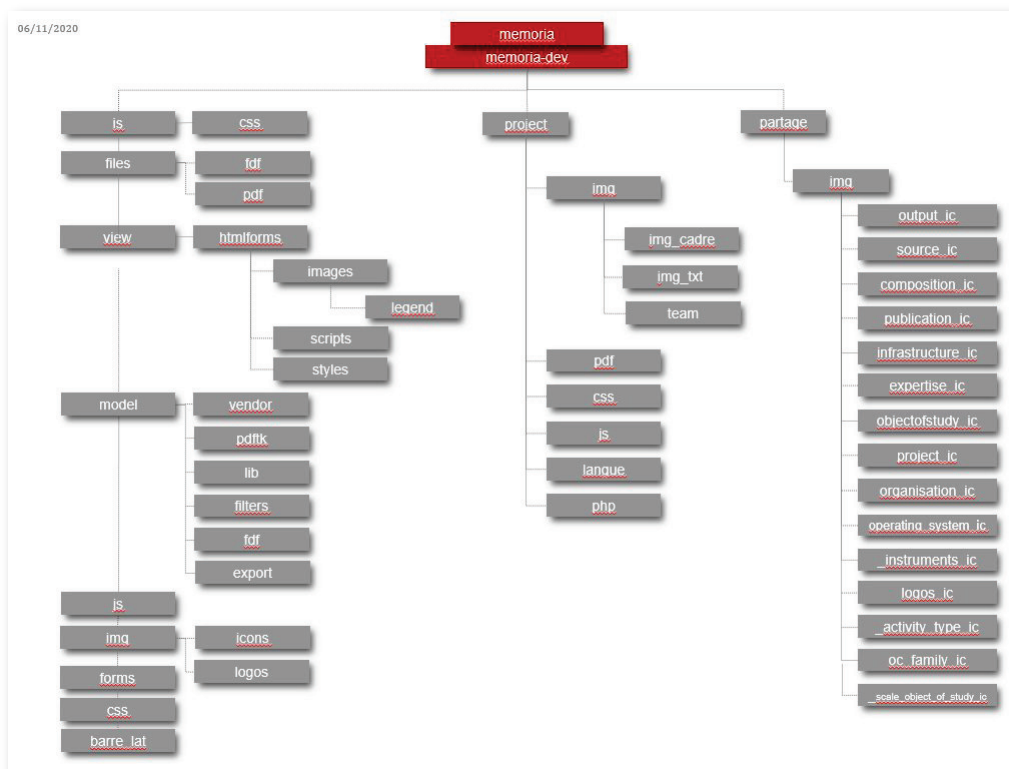 06/11/2020
memoria
memoria-dev
js
css
files
fdf
pdf
view
htmlforms
images
legend
scripts
styles
model
vendor
pdftk
lib
filters
fdf
export
js
img
icons
logos
forms
css
barre_lat
project
img
img_cadre
img_txt
team
pdf
css
js
langue
php
partage
img
output_ic
source_ic
composition_ic
publication_ic
infrastructure_ic
expertise_ic
objectofstudy_ic
project_ic
organisation_ic
operating_system_ic
_instruments_ic
logos_ic
_activity_type_ic
oc_family_ic
_scale_object_of_study_ic